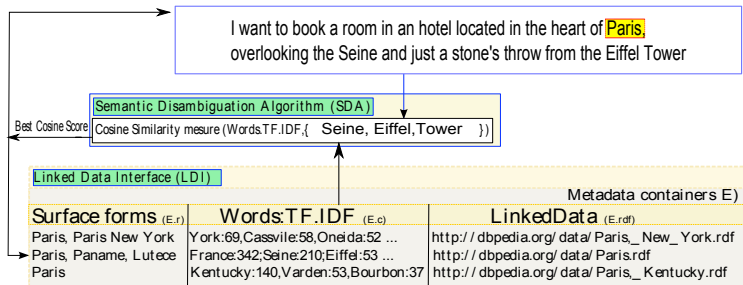 I want to book a room in an hotel located in the heart of Paris,
overlooking the Seine and just a stone's throw from the Eiffel Tower
Semantic Disambiguation Algorithm (SDA)
Best Cosine Score
Cosine Similarity mesure (Words.TF.IDF,{ Seine, Eiffel,Tower })
Linked Data Interface (LDI)
Metadata containers E)
Surface forms (E.r) Words:TF.IDF (E.c) LinkedData (E.rdf)
Paris, Paris New York York:69,Cassvile:58,Oneida:52 ... http://dbpedia.org/data/Paris,_New_York.rdf
Paris, Paname, Lutece France:342;Seine:210;Eiffel:53 ... http://dbpedia.org/data/Paris.rdf
Paris Kentucky:140,Varden:53,Bourbon:37 http://dbpedia.org/data/Paris,_Kentucky.rdf